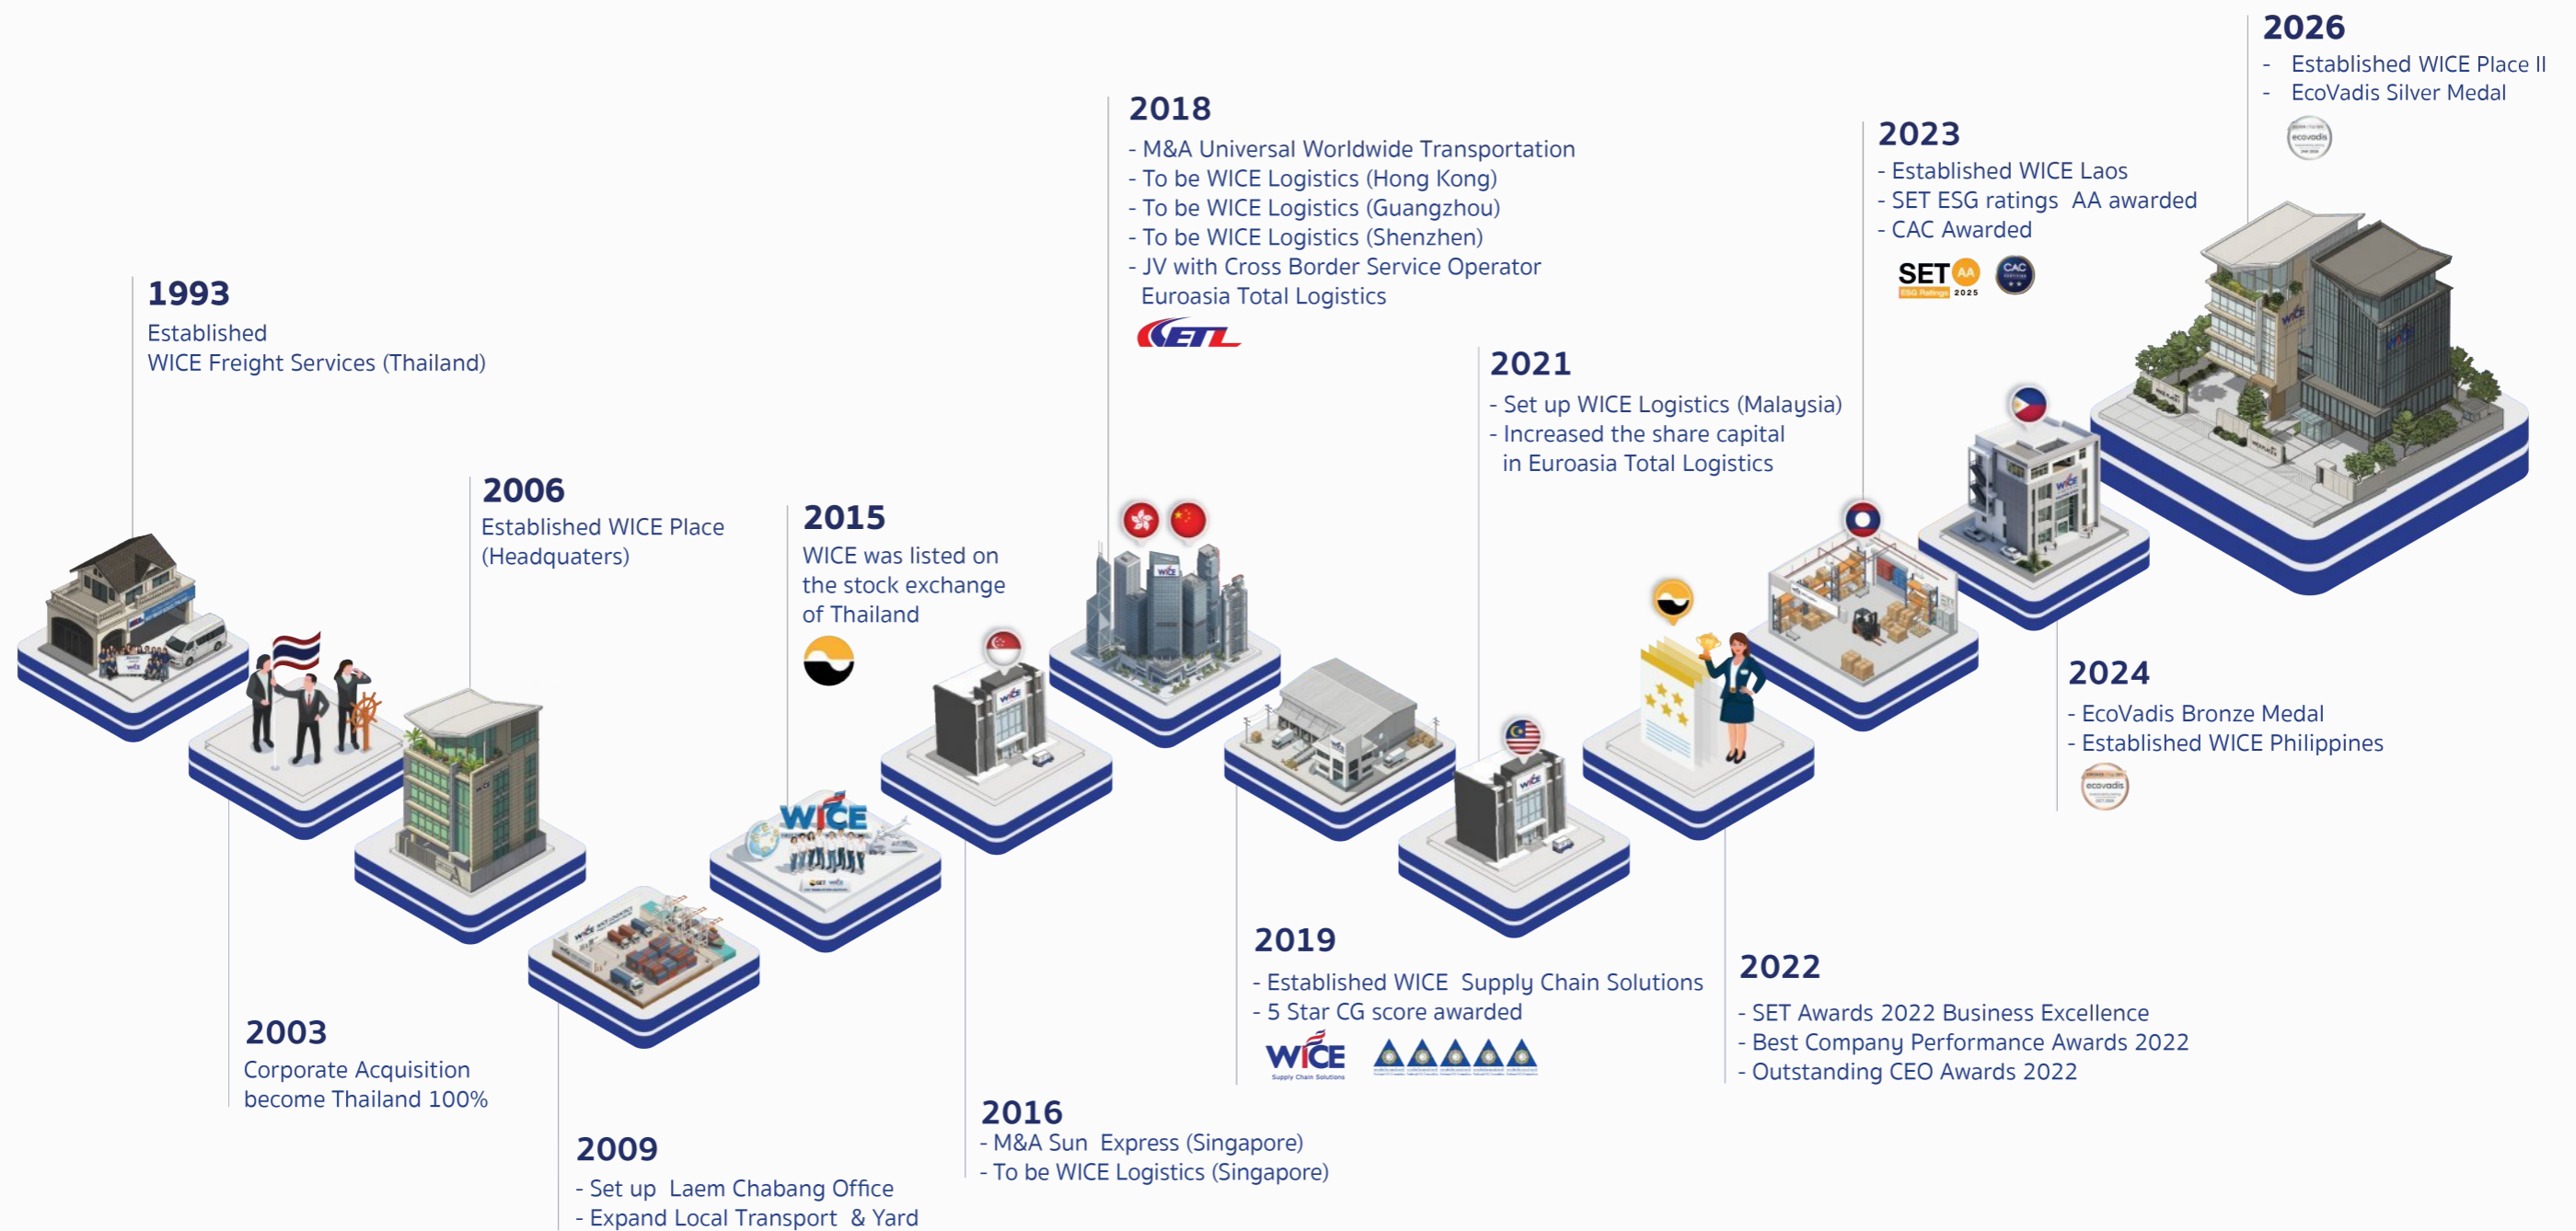 1993
Established
WICE Freight Services (Thailand)
2003
Corporate Acquisition
become Thailand 100%
2006
Established WICE Place
(Headquaters)
2009
- Set up Laem Chabang Office
- Expand Local Transport & Yard
2015
WICE was listed on
the stock exchange
of Thailand
WICE
2016
- M&A Sun Express (Singapore)
- To be WICE Logistics (Singapore)
WICE
2018
- M&A Universal Worldwide Transportation
- To be WICE Logistics (Hong Kong)
- To be WICE Logistics (Guangzhou)
- To be WICE Logistics (Shenzhen)
- JV with Cross Border Service Operator
Euroasia Total Logistics
ETL
WICE
2019
- Established WICE Supply Chain Solutions
- 5 Star CG score awarded
WICE
Supply Chain Solutions
2021
- Set up WICE Logistics (Malaysia)
- Increased the share capital
in Euroasia Total Logistics
WICE
2022
- SET Awards 2022 Business Excellence
- Best Company Performance Awards 2022
- Outstanding CEO Awards 2022
2023
- Established WICE Laos
- SET ESG ratings AA awarded
- CAC Awarded
SET AA
ESG Ratings 2025
CAC
2024
- EcoVadis Bronze Medal
- Established WICE Philippines
ecovadis
WICE
2026
- Established WICE Place II
- EcoVadis Silver Medal
ecovadis
WICE
WICE